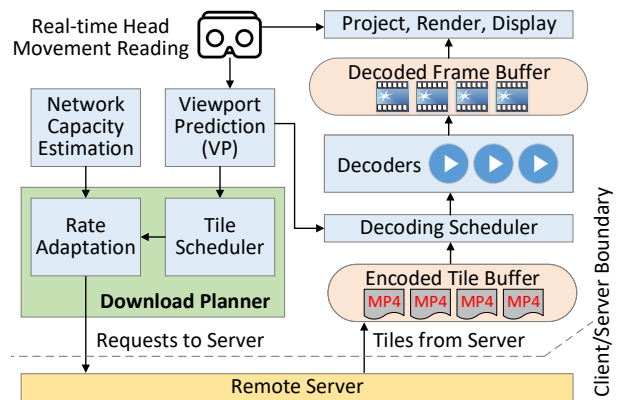 Real-time Head
Movement Reading
Project, Render, Display
Decoded Frame Buffer
Network
Capacity
Estimation
Viewport
Prediction
(VP)
Decoders
Rate
Adaptation
Tile
Scheduler
Decoding Scheduler
Download Planner
Encoded Tile Buffer
MP4 MP4 MP4 MP4
Requests to Server
Tiles from Server
Client/Server Boundary
Remote Server